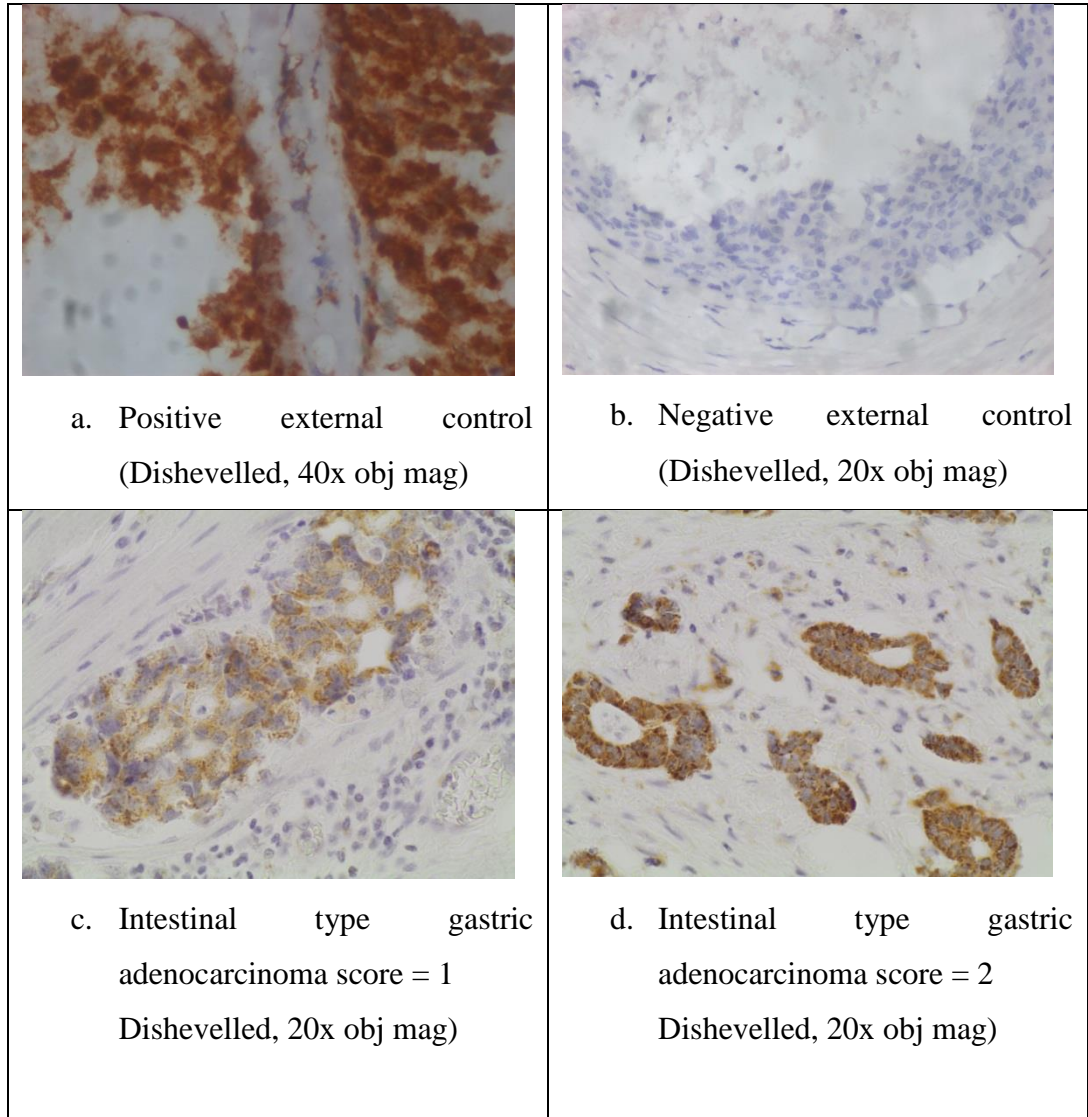 a. Positive external control
(Dishevelled, 40x obj mag)
b. Negative external control
(Dishevelled, 20x obj mag)
c. Intestinal type gastric
adenocarcinoma score = 1
Dishevelled, 20x obj mag)
d. Intestinal type gastric
adenocarcinoma score = 2
Dishevelled, 20x obj mag)